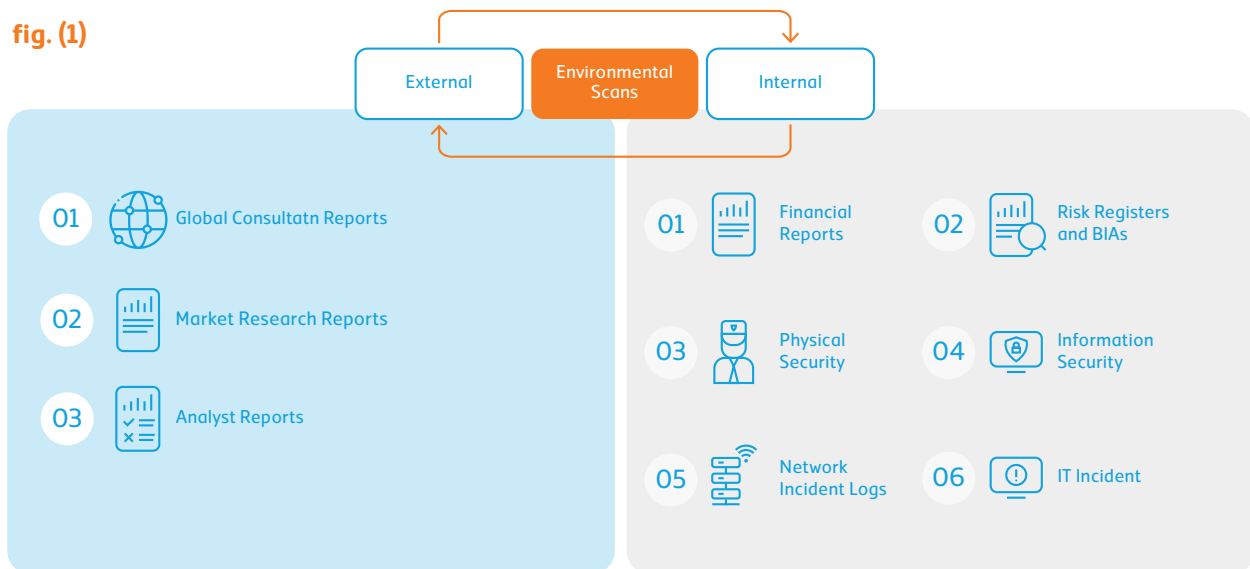 fig. (1)
External
Environmental
Scans
Internal
01
Global Consultatn Reports
02
Market Research Reports
03
Analyst Reports
01
Financial
Reports
02
Risk Registers
and BIAs
03
Physical
Security
04
Information
Security
05
Network
Incident Logs
06
IT Incident